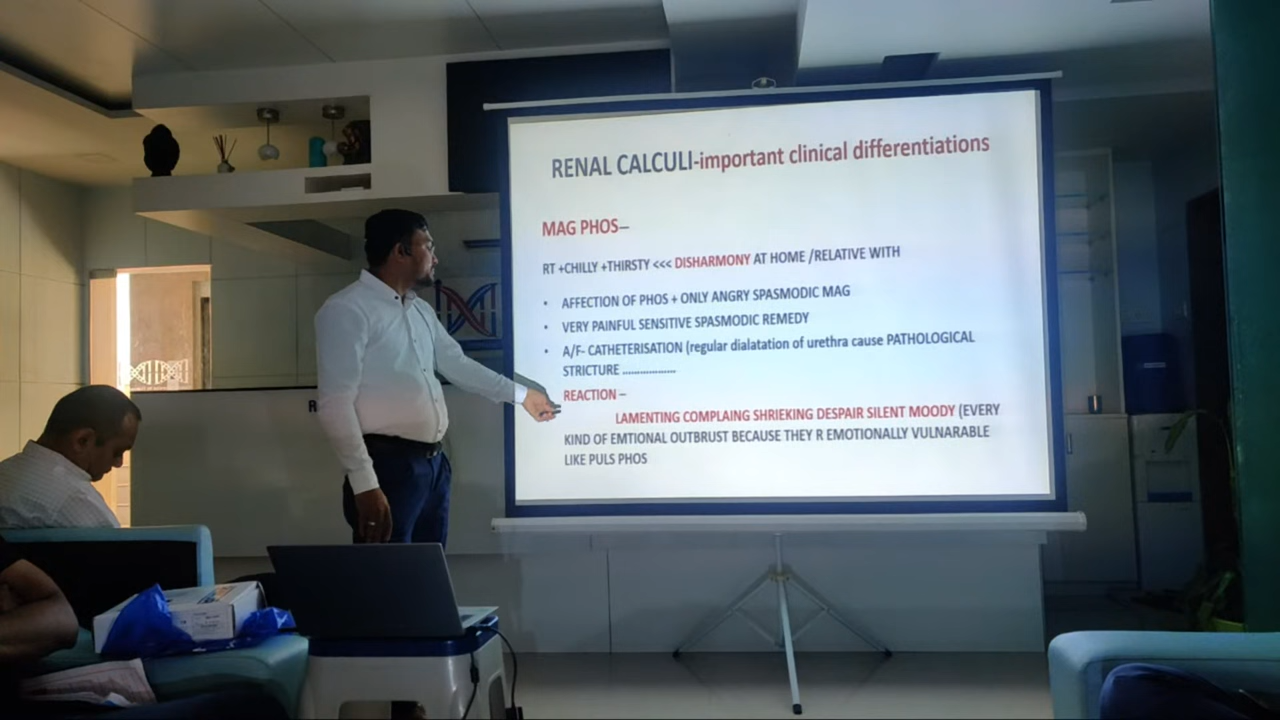 RENAL CALCULI-important clinical differentiations
MAG PHOS–
RT +CHILLY +THIRSTY <<< DISHARMONY AT HOME /RELATIVE WITH
• AFFECTION OF PHOS + ONLY ANGRY SPASMODIC MAG
• VERY PAINFUL SENSITIVE SPASMODIC REMEDY
• A/F- CATHETERISATION (regular dialatation of urethra cause PATHOLOGICAL
STRICTURE .................
REACTION –
LAMENTING COMPLAING SHRIEKING DESPAIR SILENT MOODY (EVERY
KIND OF EMTIONAL OUTBRUST BECAUSE THEY R EMOTIONALLY VULNARABLE
LIKE PULS PHOS